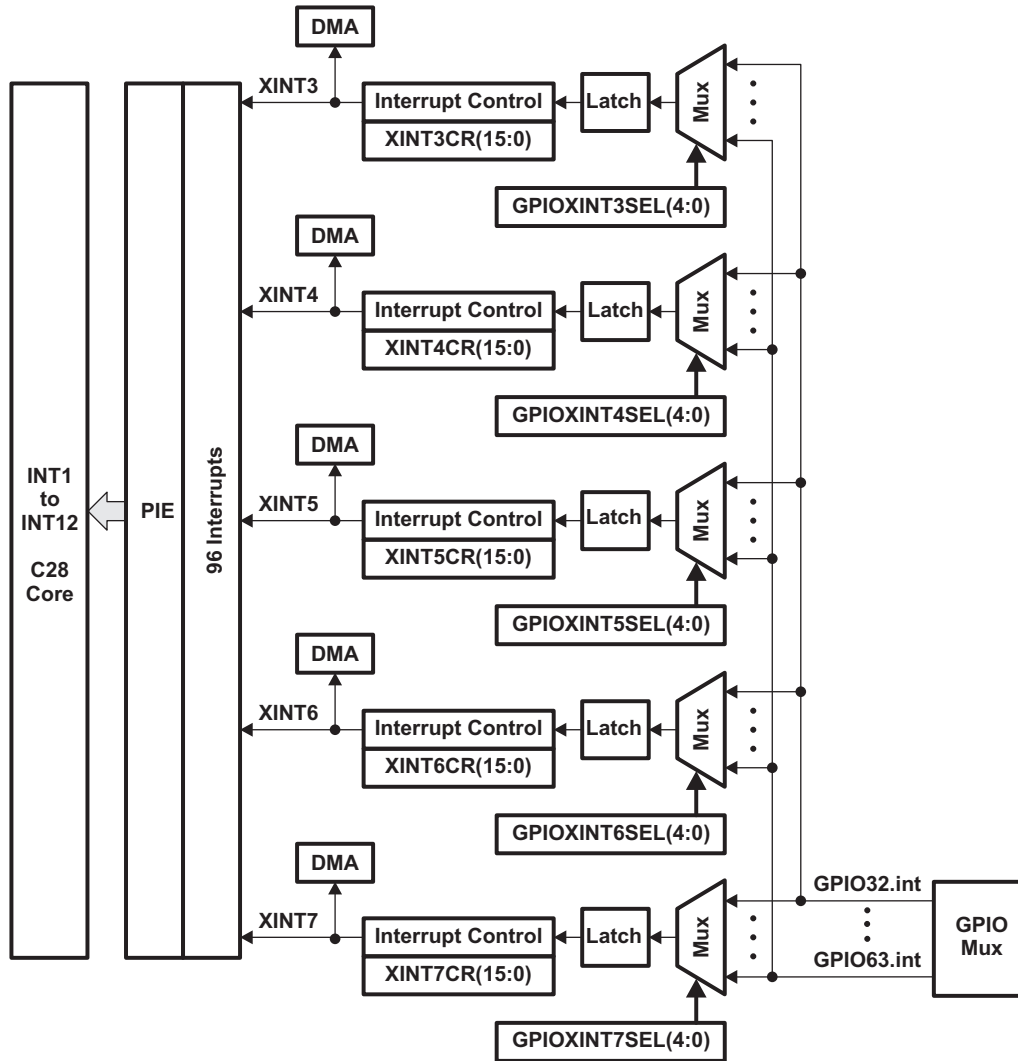 DMA
XINT3
Interrupt Control
XINT3CR(15:0)
Latch
Mux
GPIOXINT3SEL(4:0)
DMA
XINT4
Interrupt Control
XINT4CR(15:0)
Latch
Mux
GPIOXINT4SEL(4:0)
INT1
to
INT12
C28
Core
PIE
96 Interrupts
DMA
XINT5
Interrupt Control
XINT5CR(15:0)
Latch
Mux
GPIOXINT5SEL(4:0)
DMA
XINT6
Interrupt Control
XINT6CR(15:0)
Latch
Mux
GPIOXINT6SEL(4:0)
DMA
XINT7
Interrupt Control
XINT7CR(15:0)
Latch
Mux
GPIOXINT7SEL(4:0)
GPIO32.int
GPIO63.int
GPIO
Mux